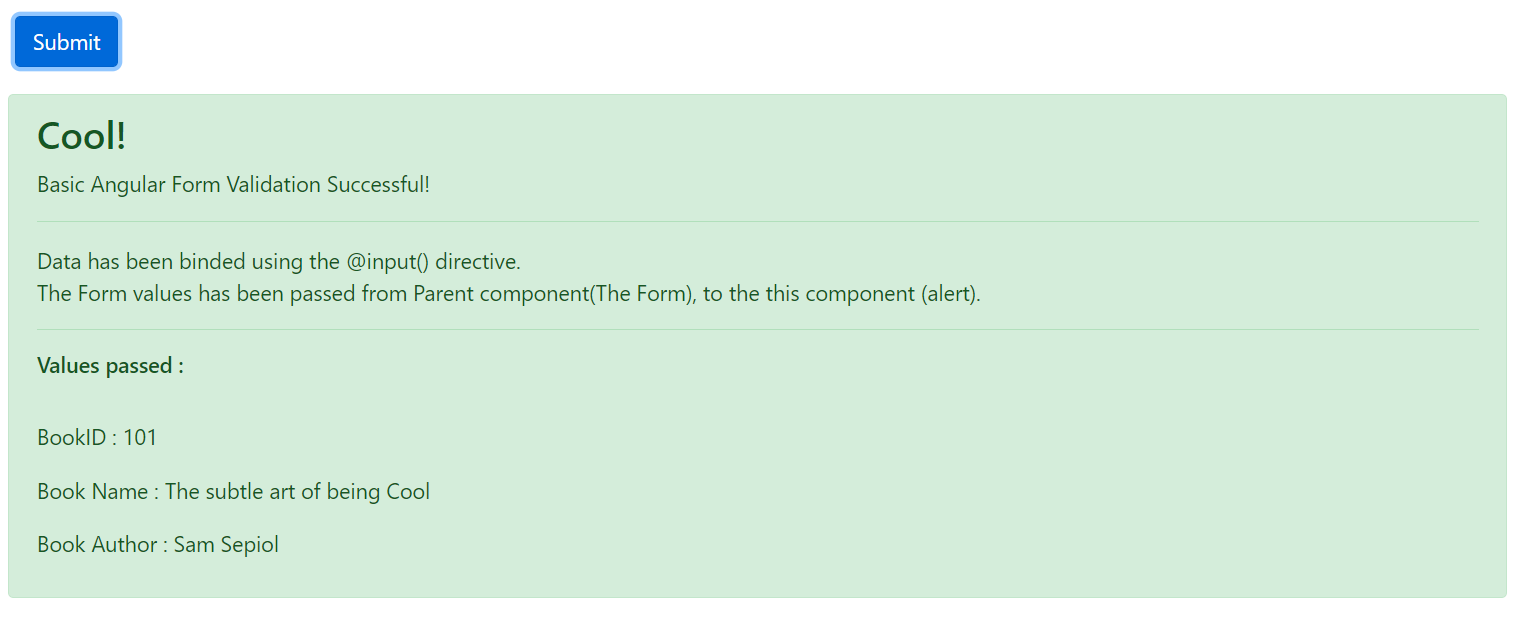 Submit
Cool!
Basic Angular Form Validation Successful!
Data has been binded using the @input() directive.
The Form values has been passed from Parent component(The Form), to the this component (alert).
Values passed :
BookID : 101
Book Name : The subtle art of being Cool
Book Author : Sam Sepiol